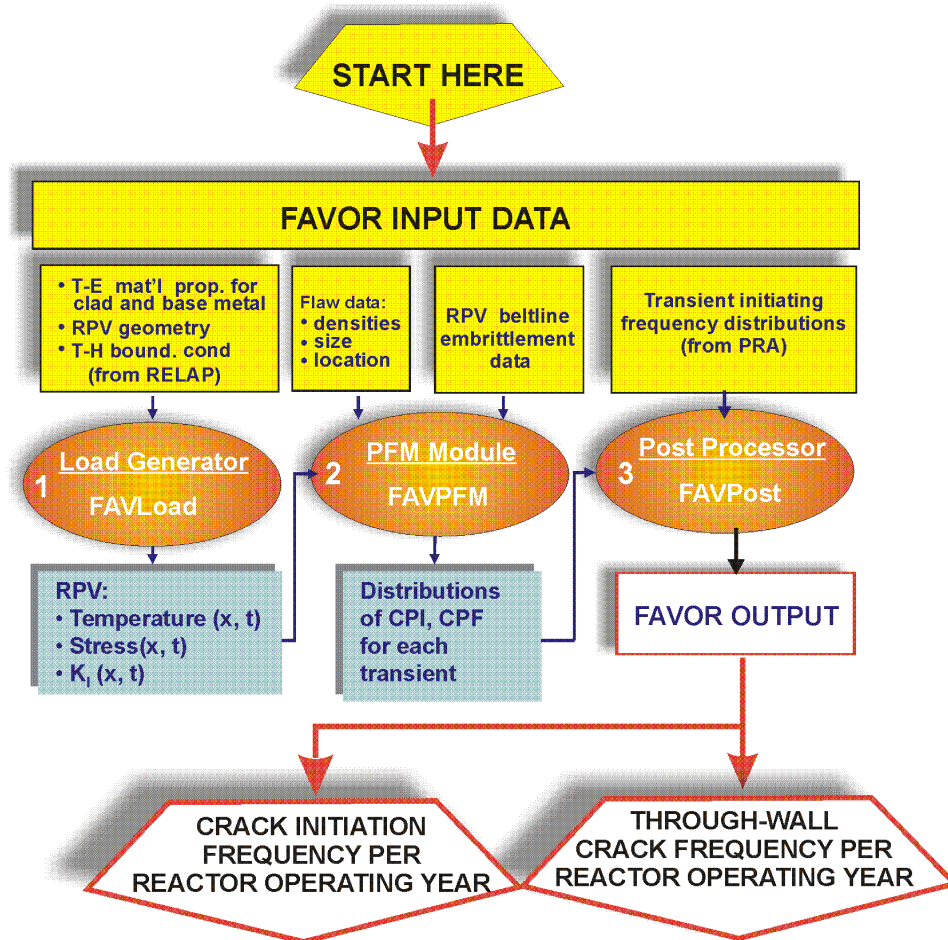 START HERE
FAVOR INPUT DATA
• T-E mat'l prop. for
clad and base metal
• RPV geometry
• T-H bound. cond
(from RELAP)
Flaw data:
• densities
• size
• location
RPV beltline
embrittlement
data
Transient initiating
frequency distributions
(from PRA)
1
Load Generator
FAVLoad
2
PFM Module
FAVPFM
3
Post Processor
FAVPost
RPV:
• Temperature (x, t)
• Stress(x, t)
• K_I (x, t)
Distributions
of CPI, CPF
for each
transient
FAVOR OUTPUT
CRACK INITIATION
FREQUENCY PER
REACTOR OPERATING YEAR
THROUGH-WALL
CRACK FREQUENCY PER
REACTOR OPERATING YEAR